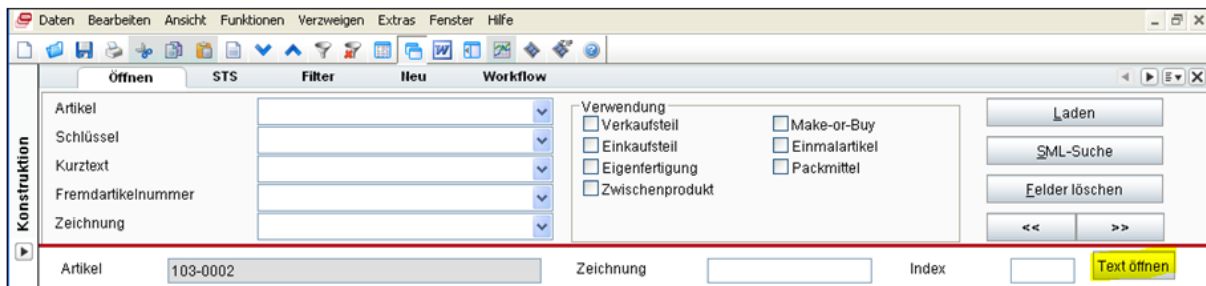 Daten Bearbeiten Ansicht Funktionen Verzweigen Extras Fenster Hilfe
Öffnen STS Filter Neu Workflow
Konstruktion
Artikel
Schlüssel
Kurztext
Fremdartikelnummer
Zeichnung
Verwendung
Verkaufsteil Make-or-Buy
Einkaufsteil Einmalartikel
Eigenfertigung Packmittel
Zwischenprodukt
Laden
SML-Suche
Felder löschen
<< >>
Artikel 103-0002 Zeichnung Index Text öffnen